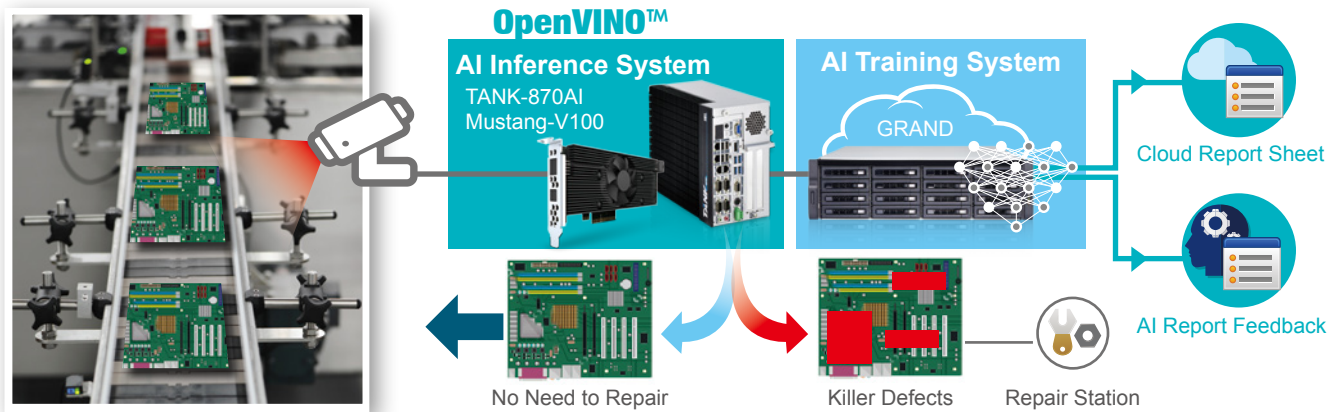 OpenVINO™
AI Inference System
TANK-870AI
Mustang-V100
AI Training System
GRAND
Cloud Report Sheet
AI Report Feedback
No Need to Repair
Killer Defects
Repair Station
TANK